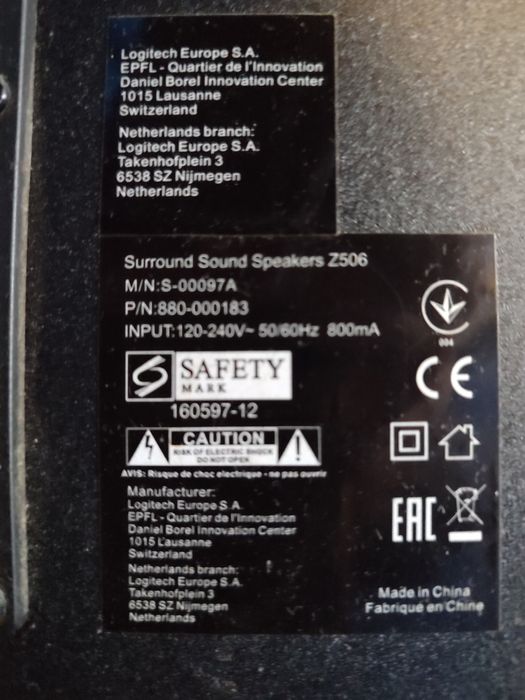 Logitech Europe S.A.
EPFL - Quartier de l'Innovation
Daniel Borel Innovation Center
1015 Lausanne
Switzerland
Netherlands branch:
Logitech Europe S.A.
Takenhofplein 3
6538 SZ Nijmegen
Netherlands
Surround Sound Speakers Z506
M/N:S-00097A
P/N:880-000183
INPUT:120-240V~ 50/60Hz 800mA
004
SAFETY
MARK
160597-12
CE
CAUTION
RISK OF ELECTRIC SHOCK
DO NOT OPEN
AVIS: Risque de choc electrique - ne pas ouvrir
Manufacturer:
Logitech Europe S.A.
EPFL - Quartier de l'Innovation
Daniel Borel Innovation Center
1015 Lausanne
Switzerland
Netherlands branch:
Logitech Europe S.A.
Takenhofplein 3
6538 SZ Nijmegen
Netherlands
EAC
Made in China
Fabriqué en Chine